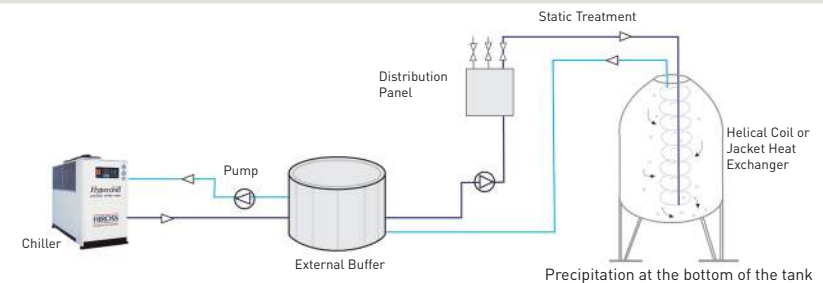 Static Treatment
Distribution
Panel
Helical Coil or
Jacket Heat
Exchanger
Pump
Hyperchill
HIROSS
Chiller
External Buffer
Precipitation at the bottom of the tank